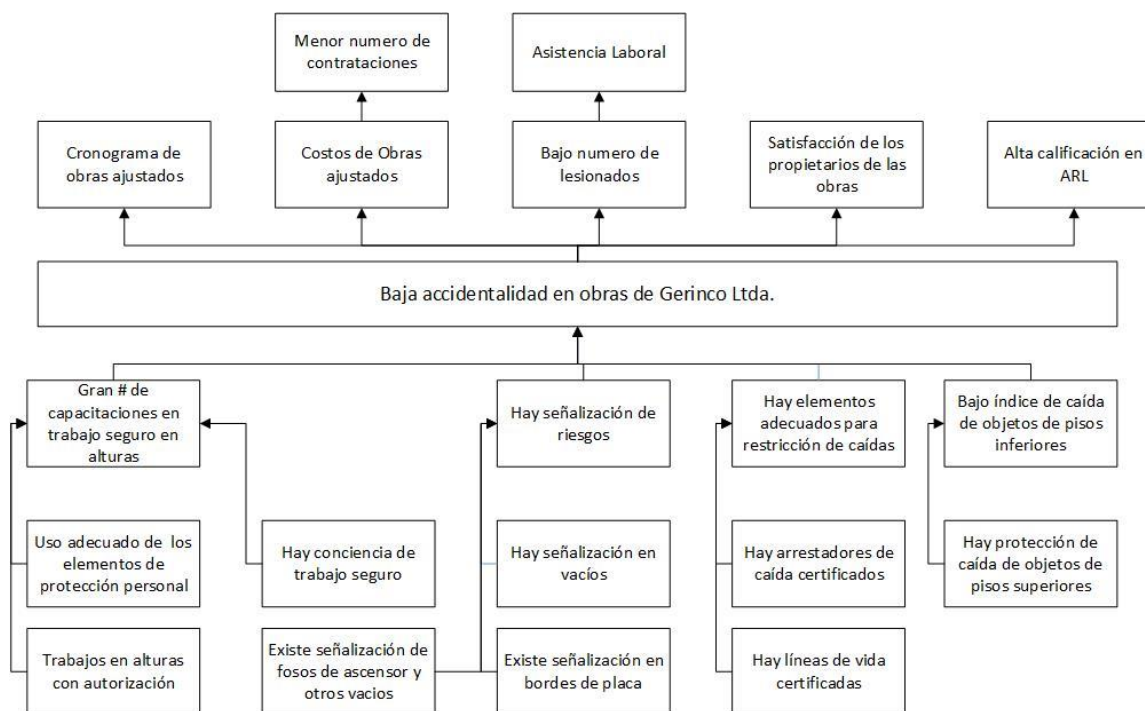 Menor numero de
contrataciones
Asistencia Laboral
Cronograma de
obras ajustados
Costos de Obras
ajustados
Bajo numero de
lesionados
Satisfacción de los
propietarios de las
obras
Alta calificación en
ARL
Baja accidentalidad en obras de Gerinco Ltda.
Gran # de
capacitaciones en
trabajo seguro en
alturas
Hay señalización de
riesgos
Hay elementos
adecuados para
restricción de caídas
Bajo índice de caída
de objetos de pisos
inferiores
Uso adecuado de los
elementos de
protección personal
Hay conciencia de
trabajo seguro
Hay señalización en
vacíos
Hay arrestadores de
caída certificados
Hay protección de
caída de objetos de
pisos superiores
Trabajos en alturas
con autorización
Existe señalización de
fosos de ascensor y
otros vacios
Existe señalización en
bordes de placa
Hay líneas de vida
certificadas